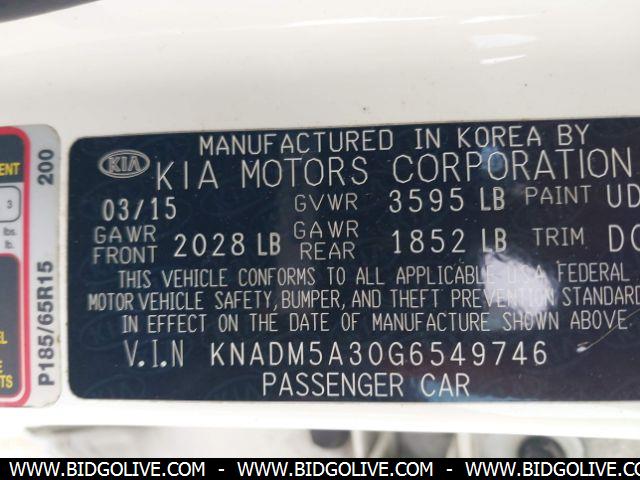 MANUFACTURED IN KOREA BY
KIA KIA MOTORS CORPORATION
03/15 GVWR 3595 LB PAINT UD
GAWR FRONT 2028 LB GAWR REAR 1852 LB TRIM
THIS VEHICLE CONFORMS TO ALL APPLICABLE USA FEDERAL
MOTOR VEHICLE SAFETY, BUMPER, AND THEFT PREVENTION STANDARD
IN EFFECT ON THE DATE OF MANUFACTURE SHOWN ABOVE
V.I.N KNADM5A30G6549746
PASSENGER CAR
P185/65R15 200
3
lbs.
lb.
WWW.BIDGOLIVE.COM - WWW.BIDGOLIVE.COM - WWW.BIDGOLIVE.COM